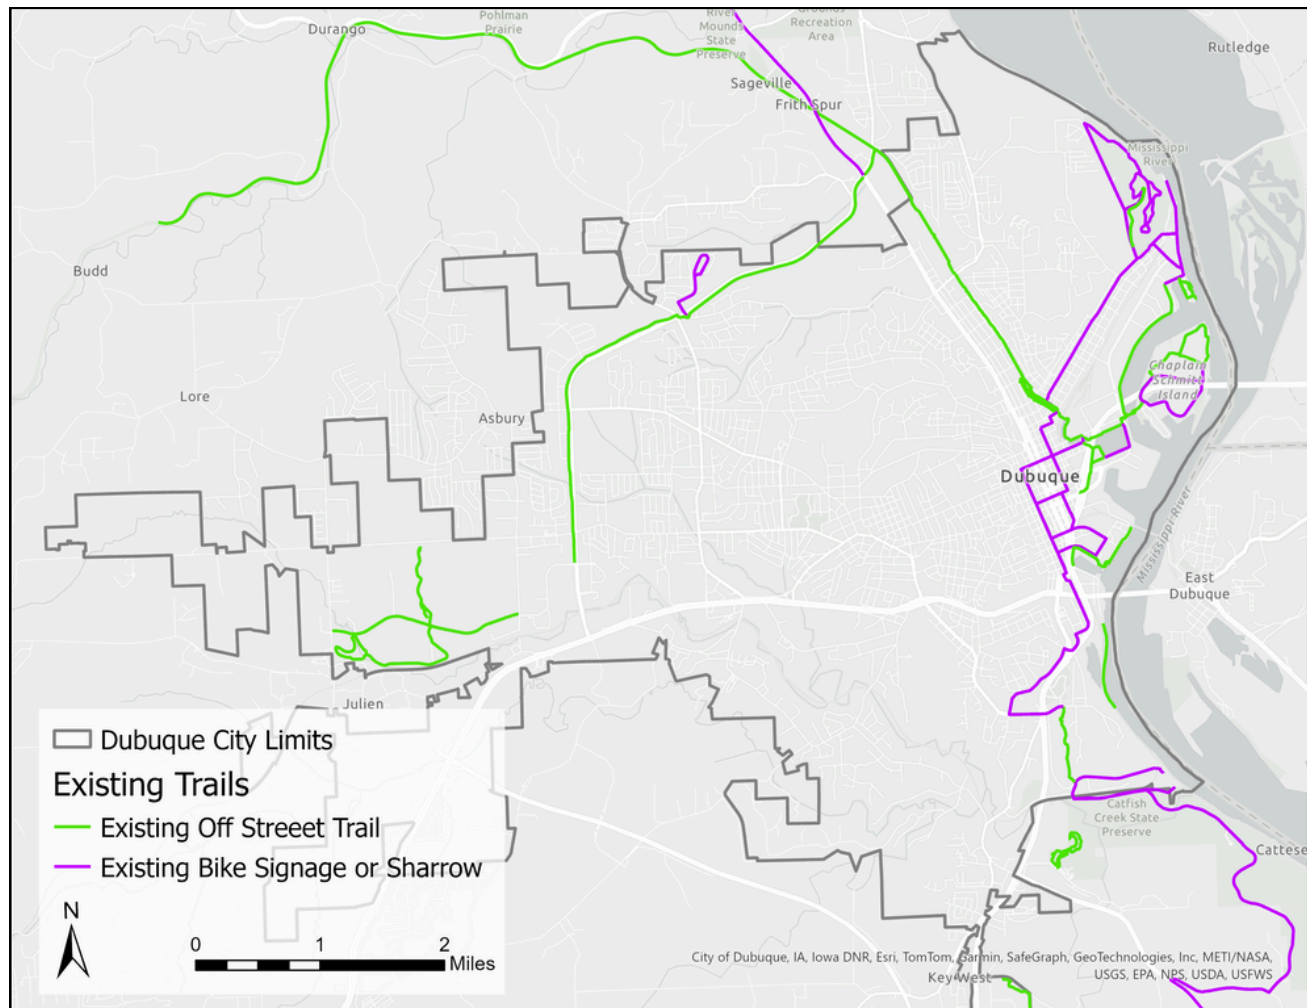 Durango
Pohlman
Prairie
River
Mounds
State
Preserve
Grounds
Recreation
Area
Rutledge
Sageville
Frith Spur
Mississippi
River
Budd
Lore
Asbury
Chaplain
Schmitt
Island
Dubuque
Mississippi River
East
Dubuque
Julien
Catfish
Creek State
Preserve
Cattese
Key West
Dubuque City Limits
Existing Trails
Existing Off Streeet Trail
Existing Bike Signage or Sharrow
N
0 1 2
Miles
City of Dubuque, IA, Iowa DNR, Esri, TomTom, Garmin, SafeGraph, GeoTechnologies, Inc, METI/NASA,
USGS, EPA, NPS, USDA, USFWS